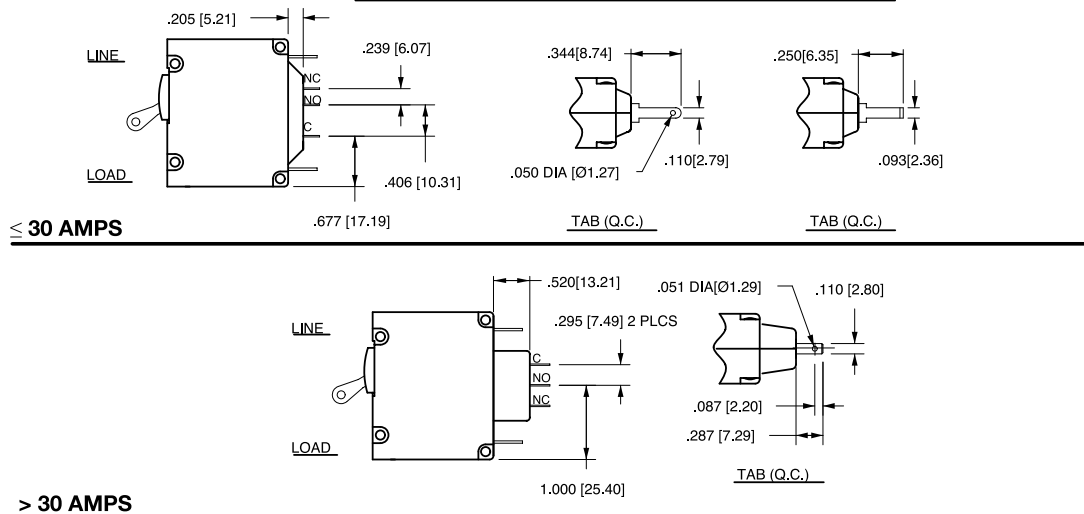 .205 [5.21]
LINE
.239 [6.07]
NC
NO
C
LOAD
.406 [10.31]
.677 [17.19]
.344[8.74]
.050 DIA [Ø1.27]
.110[2.79]
TAB (Q.C.)
.250[6.35]
.093[2.36]
TAB (Q.C.)
≤ 30 AMPS
.520[13.21]
.295 [7.49] 2 PLCS
LINE
C
NO
NC
LOAD
1.000 [25.40]
.051 DIA[Ø1.29]
.110 [2.80]
.087 [2.20]
.287 [7.29]
TAB (Q.C.)
> 30 AMPS